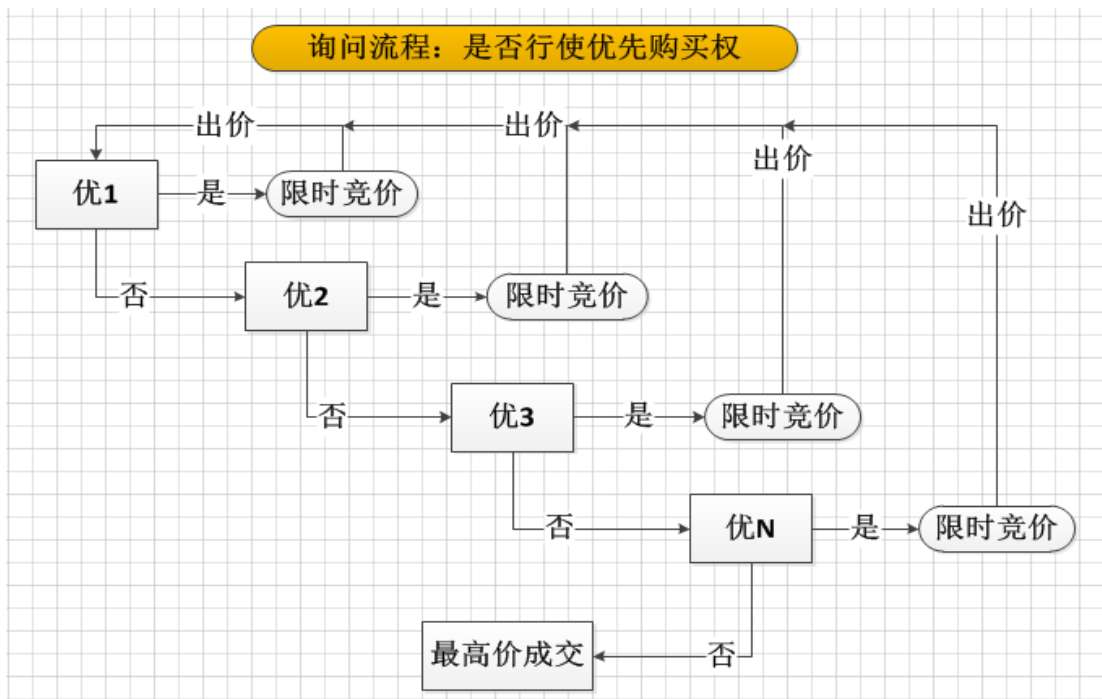 询问流程：是否行使优先购买权
出价
出价
出价
优1
是
限时竞价
出价
否
优2
是
限时竞价
否
优3
是
限时竞价
否
优N
是
限时竞价
最高价成交
否